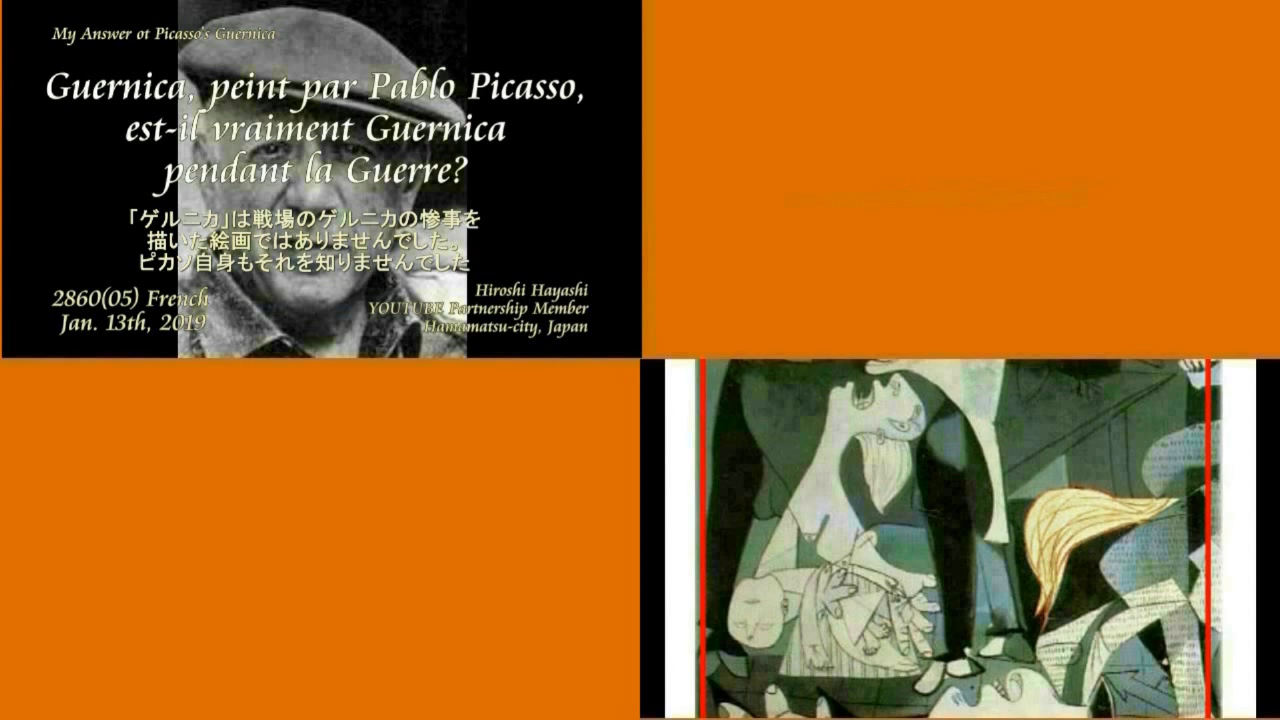 My Answer ot Picasso's Guernica
Guernica, peint par Pablo Picasso,
est-il vraiment Guernica
pendant la Guerre?
「ゲルニカ」は戦場のゲルニカの惨事を
描いた絵画ではありませんでした。
ピカソ自身もそれを知りませんでした
2860(05) French
Jan. 13th, 2019
Hiroshi Hayashi
YOUTUBE Partnership Member
Hamamatsu-city, Japan